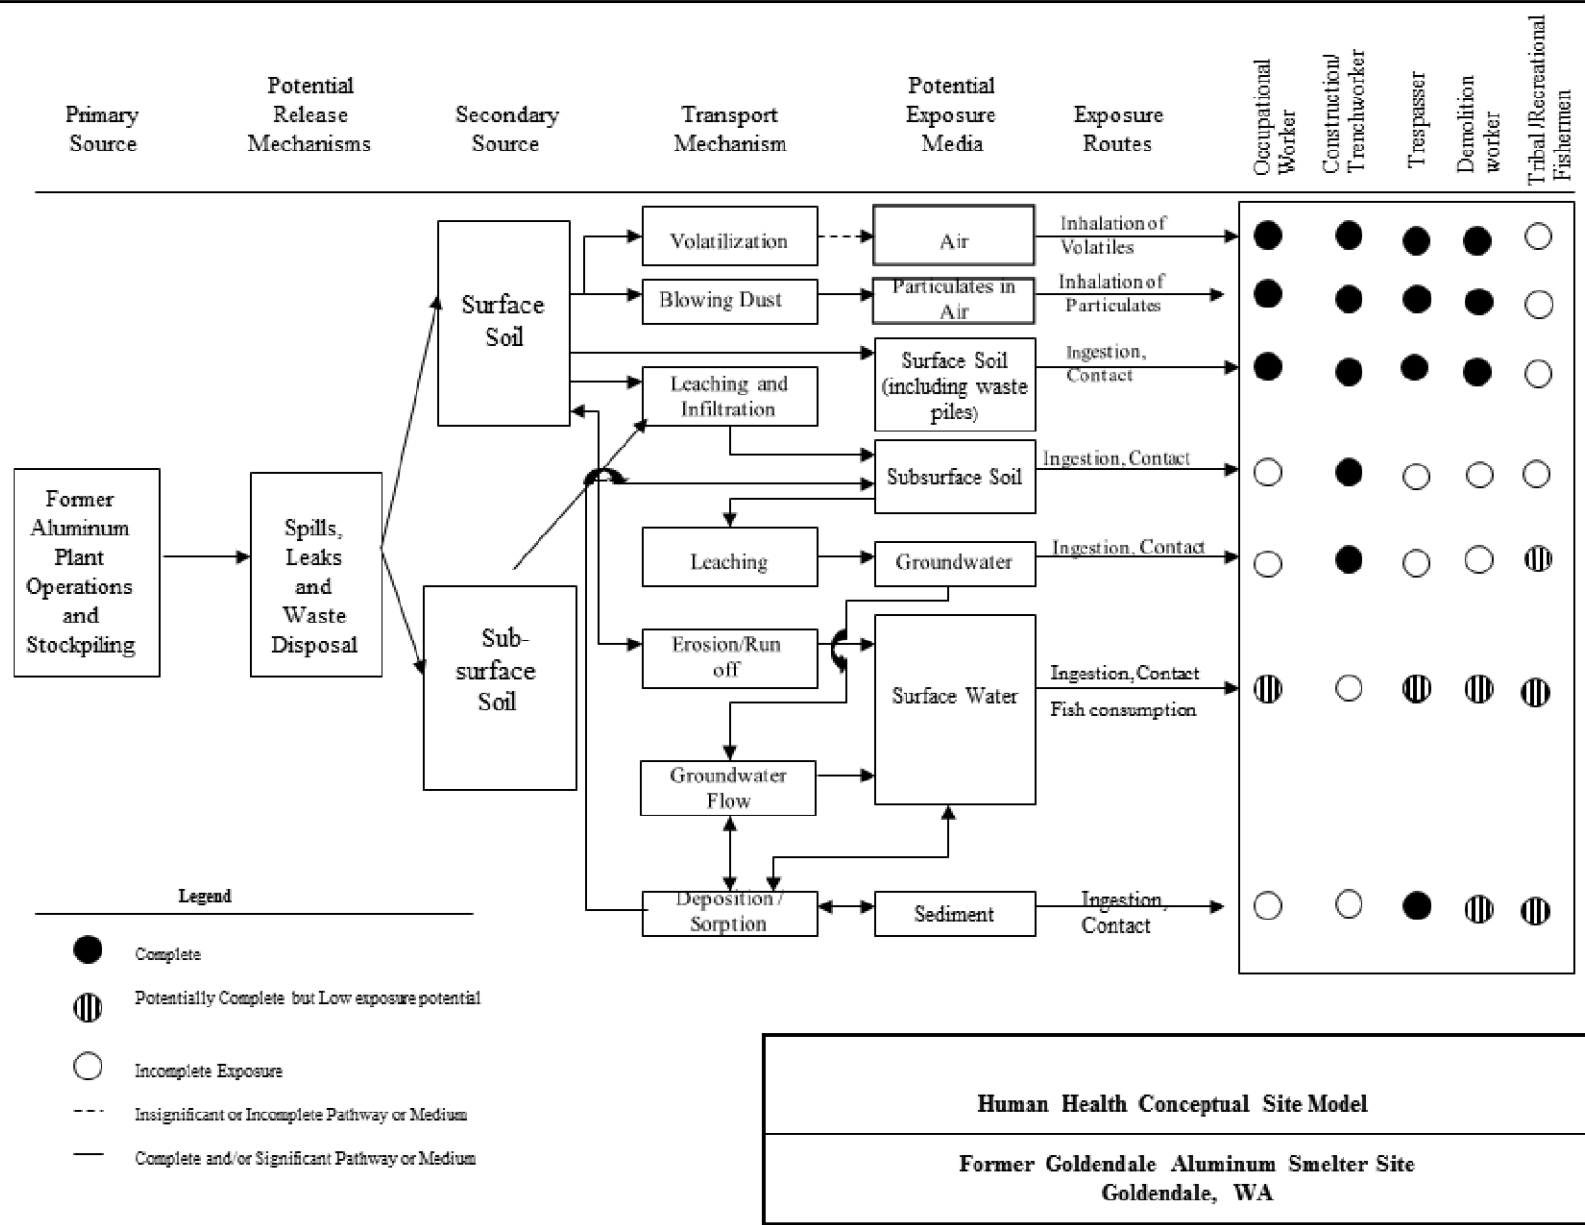 Primary
Source
Potential
Release
Mechanisms
Secondary
Source
Transport
Mechanism
Potential
Exposure
Media
Exposure
Routes
Occupational
Worker
Construction/
Trenchworker
Trespasser
Demolition
worker
Tribal /Recreational
Fishermen
Former
Aluminum
Plant
Operations
and
Stockpiling
Spills,
Leaks
and
Waste
Disposal
Surface
Soil
Sub-
surface
Soil
Volatilization
Blowing Dust
Leaching and
Infiltration
Leaching
Erosion/Run
off
Groundwater
Flow
Deposition /
Sorption
Air
Particulates in
Air
Surface Soil
(including waste
piles)
Subsurface Soil
Groundwater
Surface Water
Sediment
Inhalation of
Volatiles
Inhalation of
Particulates
Ingestion,
Contact
Ingestion, Contact
Ingestion, Contact
Ingestion, Contact
Fish consumption
Ingestion,
Contact
Legend
Complete
Potentially Complete but Low exposure potential
Incomplete Exposure
Insignificant or Incomplete Pathway or Medium
Complete and/or Significant Pathway or Medium
Human Health Conceptual Site Model
Former Goldendale Aluminum Smelter Site
Goldendale, WA